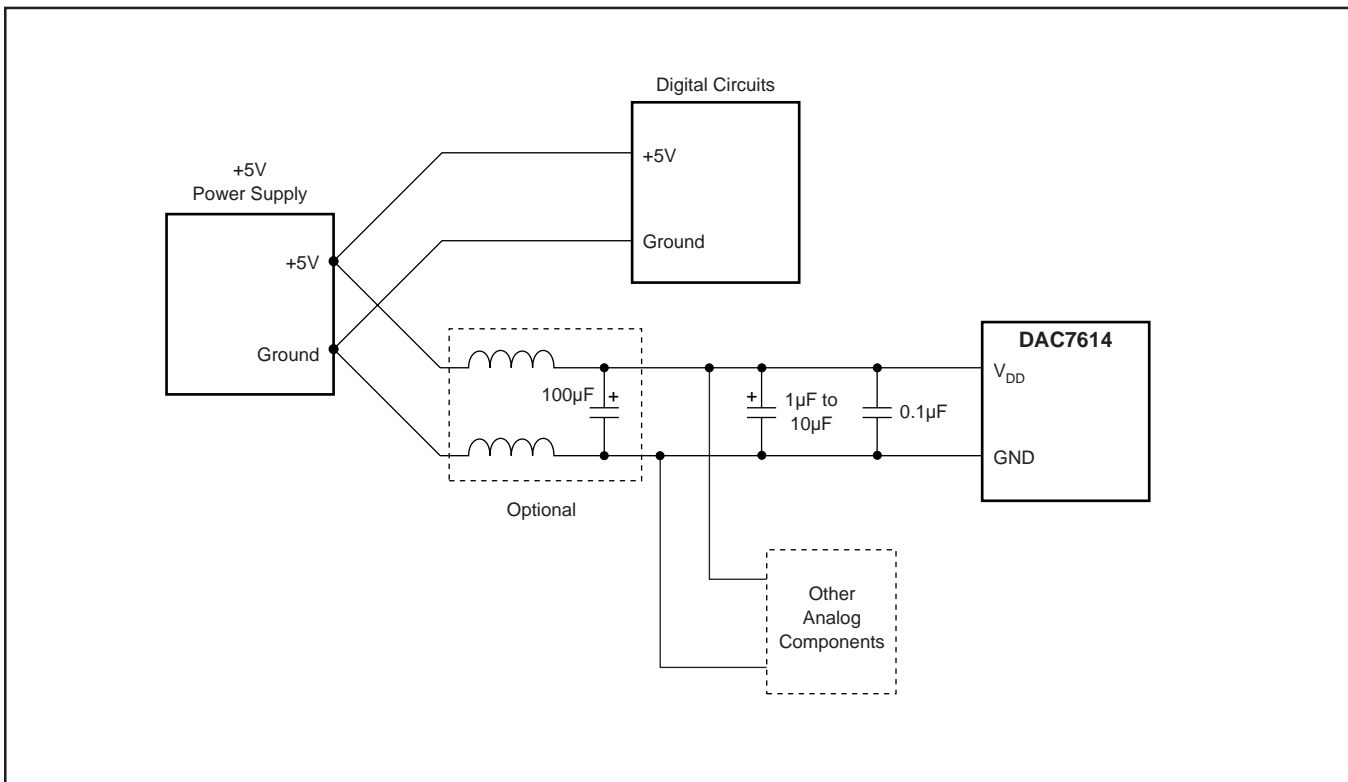 Digital Circuits
+5V
Ground
+5V
Power Supply
+5V
Ground
100µF
+
Optional
+
1µF to
10µF
0.1µF
DAC7614
VDD
GND
Other
Analog
Components